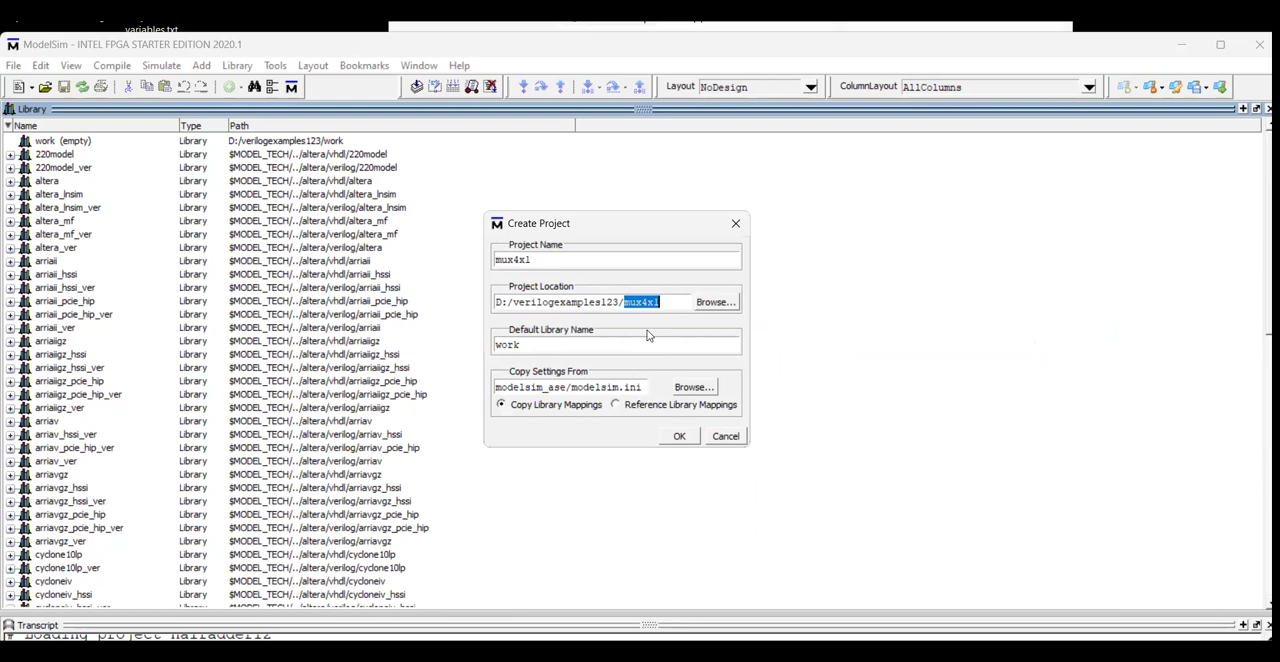 variables.txt
ModelSim - INTEL FPGA STARTER EDITION 2020.1
File Edit View Compile Simulate Add Library Tools Layout Bookmarks Window Help
Layout NoDesign ColumnLayout AllColumns
Library
Name Type Path
work (empty) Library D:/verilogexamples123/work
220model Library $MODEL_TECH/../altera/vhdl/220model
220model_ver Library $MODEL_TECH/../altera/verilog/220model
altera Library $MODEL_TECH/../altera/vhdl/altera
altera_lnsim Library $MODEL_TECH/../altera/vhdl/altera_lnsim
altera_lnsim_ver Library $MODEL_TECH/../altera/verilog/altera_lnsim
altera_mf Library $MODEL_TECH/../altera/vhdl/altera_mf
altera_mf_ver Library $MODEL_TECH/../altera/verilog/altera_mf
altera_ver Library $MODEL_TECH/../altera/verilog/altera
arriaii Library $MODEL_TECH/../altera/vhdl/arriaii
arriaii_hssi Library $MODEL_TECH/../altera/vhdl/arriaii_hssi
arriaii_hssi_ver Library $MODEL_TECH/../altera/verilog/arriaii_hssi
arriaii_pcie_hip Library $MODEL_TECH/../altera/vhdl/arriaii_pcie_hip
arriaii_pcie_hip_ver Library $MODEL_TECH/../altera/verilog/arriaii_pcie_hip
arriaii_ver Library $MODEL_TECH/../altera/verilog/arriaii
arriaiigz Library $MODEL_TECH/../altera/vhdl/arriaiigz
arriaiigz_hssi Library $MODEL_TECH/../altera/vhdl/arriaiigz_hssi
arriaiigz_hssi_ver Library $MODEL_TECH/../altera/verilog/arriaiigz_hssi
arriaiigz_pcie_hip Library $MODEL_TECH/../altera/vhdl/arriaiigz_pcie_hip
arriaiigz_pcie_hip_ver Library $MODEL_TECH/../altera/verilog/arriaiigz_pcie_hip
arriaiigz_ver Library $MODEL_TECH/../altera/verilog/arriaiigz
arriav Library $MODEL_TECH/../altera/vhdl/arriav
arriav_hssi_ver Library $MODEL_TECH/../altera/verilog/arriav_hssi
arriav_pcie_hip_ver Library $MODEL_TECH/../altera/verilog/arriav_pcie_hip
arriav_ver Library $MODEL_TECH/../altera/verilog/arriav
arriavgz Library $MODEL_TECH/../altera/vhdl/arriavgz
arriavgz_hssi Library $MODEL_TECH/../altera/vhdl/arriavgz_hssi
arriavgz_hssi_ver Library $MODEL_TECH/../altera/verilog/arriavgz_hssi
arriavgz_pcie_hip Library $MODEL_TECH/../altera/vhdl/arriavgz_pcie_hip
arriavgz_pcie_hip_ver Library $MODEL_TECH/../altera/verilog/arriavgz_pcie_hip
arriavgz_ver Library $MODEL_TECH/../altera/verilog/arriavgz
cyclone10lp Library $MODEL_TECH/../altera/vhdl/cyclone10lp
cyclone10lp_ver Library $MODEL_TECH/../altera/verilog/cyclone10lp
cycloneiv Library $MODEL_TECH/../altera/vhdl/cycloneiv
cycloneiv_hssi Library $MODEL_TECH/../altera/vhdl/cycloneiv_hssi
cycloneiv_hssi_ver Library $MODEL_TECH/../altera/verilog/cycloneiv_hssi
Create Project
Project Name
mux4x1
Project Location
D:/verilogexamples123/mux4x1 Browse...
Default Library Name
work
Copy Settings From
modelsim_ase/modelsim.ini Browse...
Copy Library Mappings Reference Library Mappings
OK Cancel
Transcript
# Loading project halfadder12